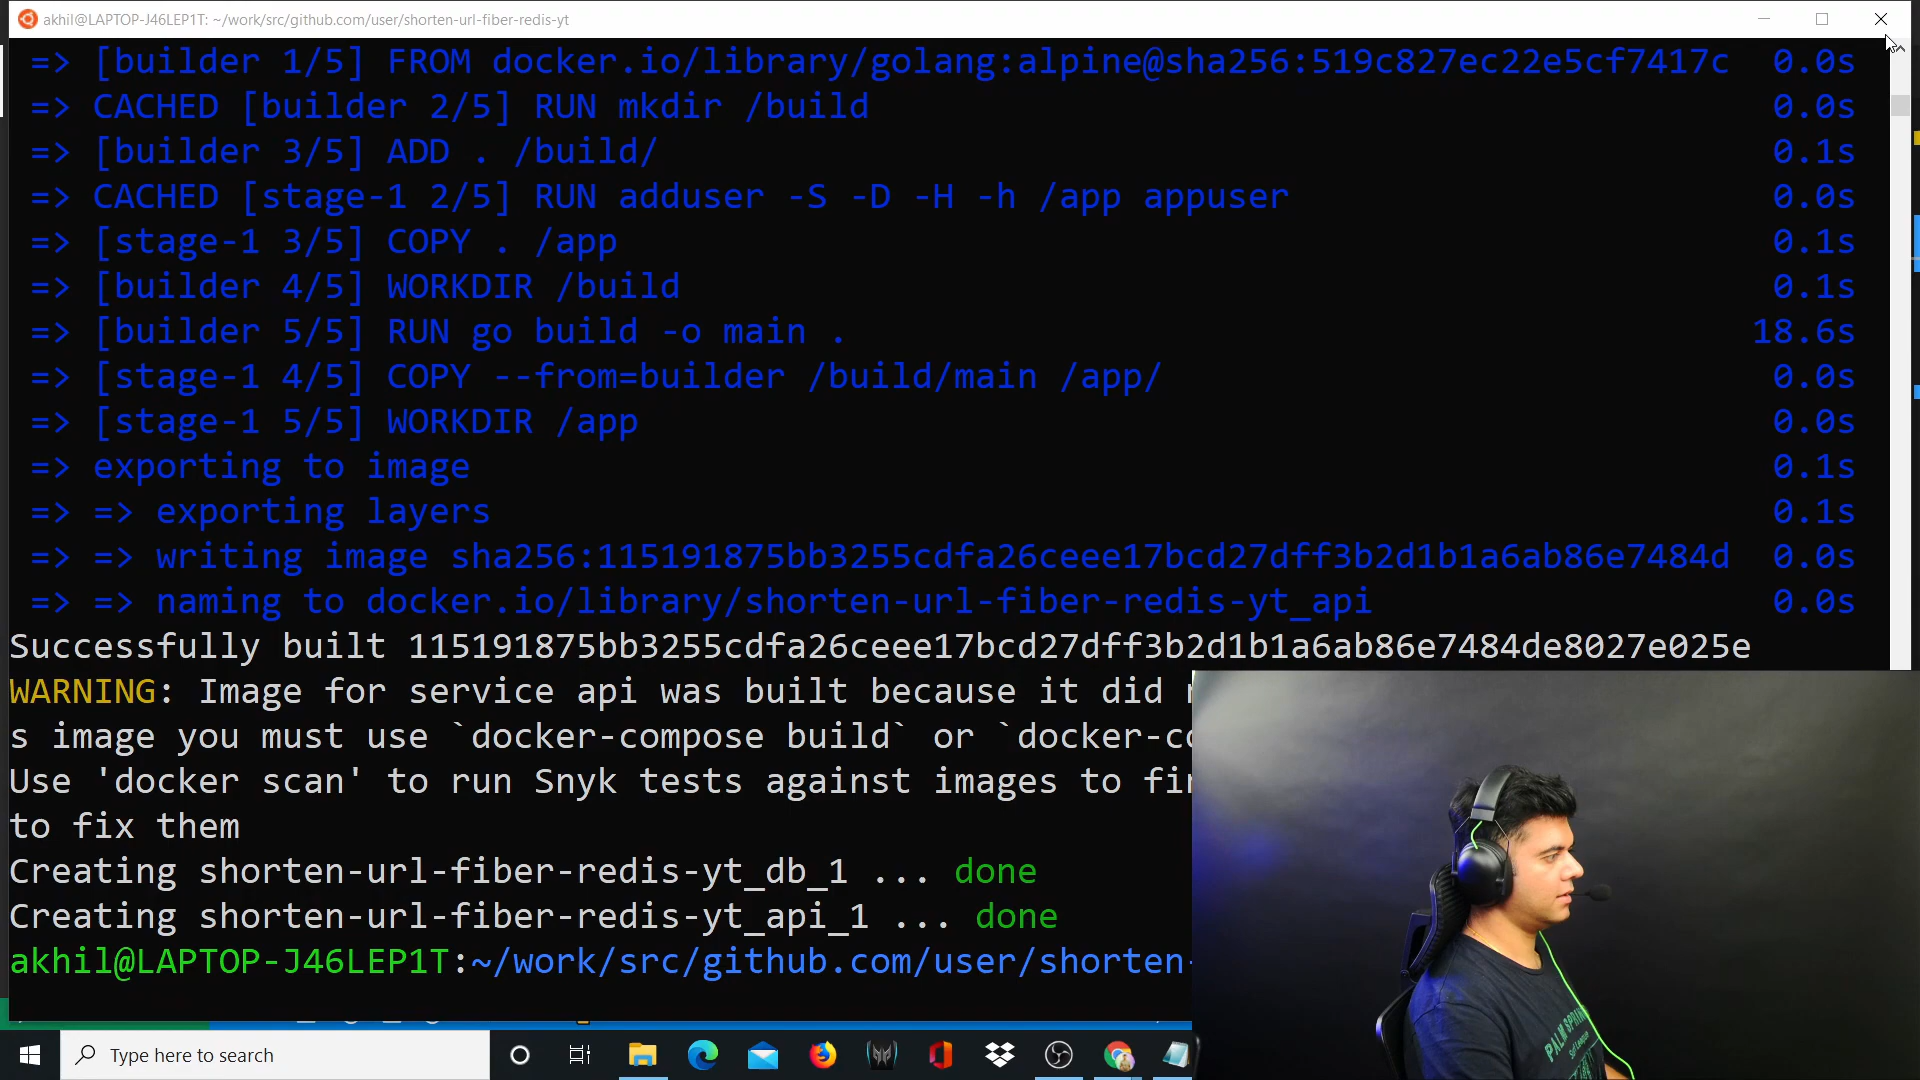 akhil@LAPTOP-J46LEP1T: ~/work/src/github.com/user/shorten-url-fiber-redis-yt
=> [builder 1/5] FROM docker.io/library/golang:alpine@sha256:519c827ec22e5cf7417c 0.0s
=> CACHED [builder 2/5] RUN mkdir /build 0.0s
=> [builder 3/5] ADD . /build/ 0.1s
=> CACHED [stage-1 2/5] RUN adduser -S -D -H -h /app appuser 0.0s
=> [stage-1 3/5] COPY . /app 0.1s
=> [builder 4/5] WORKDIR /build 0.1s
=> [builder 5/5] RUN go build -o main . 18.6s
=> [stage-1 4/5] COPY --from=builder /build/main /app/ 0.0s
=> [stage-1 5/5] WORKDIR /app 0.0s
=> exporting to image 0.1s
=> => exporting layers 0.1s
=> => writing image sha256:115191875bb3255cdfa26ceee17bcd27dff3b2d1b1a6ab86e7484d 0.0s
=> => naming to docker.io/library/shorten-url-fiber-redis-yt_api 0.0s
Successfully built 115191875bb3255cdfa26ceee17bcd27dff3b2d1b1a6ab86e7484de8027e025e
WARNING: Image for service api was built because it did
s image you must use `docker-compose build` or `docker-co
Use 'docker scan' to run Snyk tests against images to
to fix them
Creating shorten-url-fiber-redis-yt_db_1 ... done
Creating shorten-url-fiber-redis-yt_api_1 ... done
akhil@LAPTOP-J46LEP1T:~/work/src/github.com/user/shorten-
PALM
Type here to search